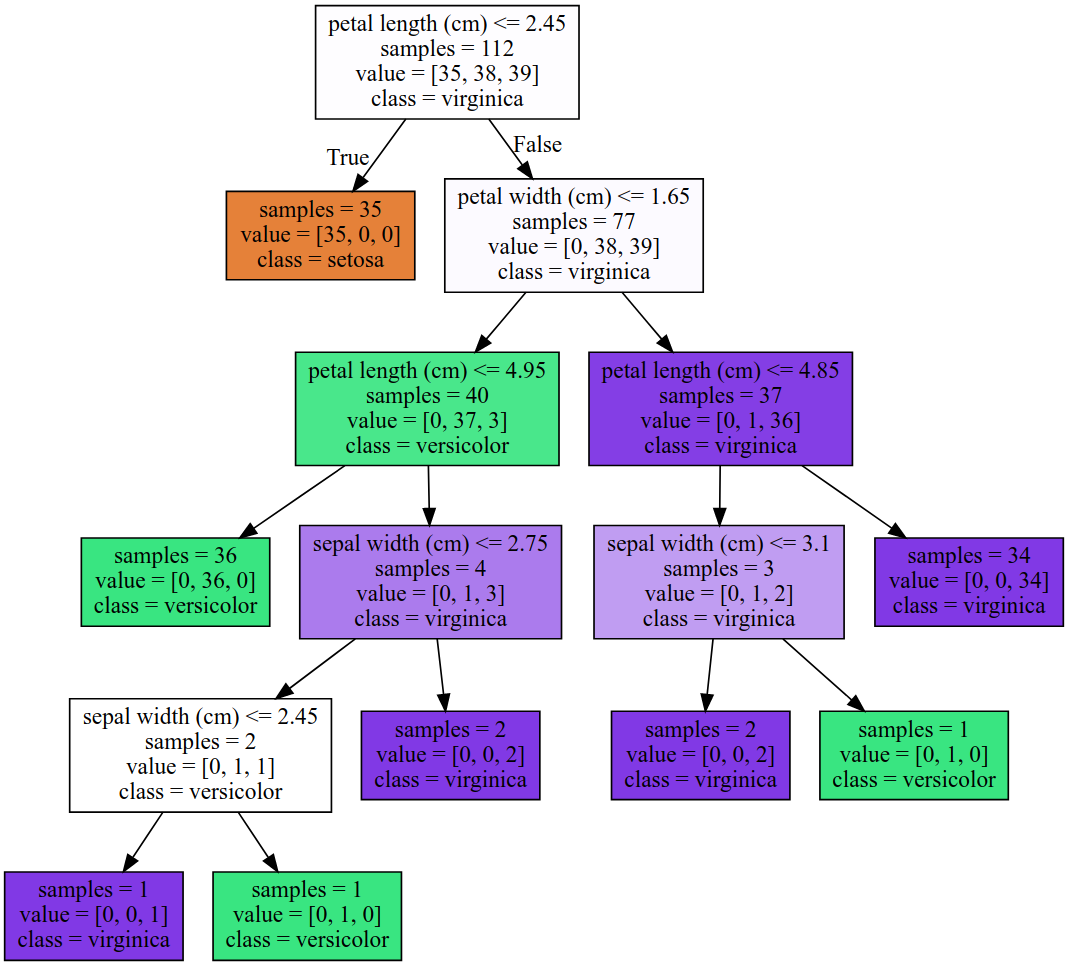 petal length (cm) <= 2.45
samples = 112
value = [35, 38, 39]
class = virginica
True
False
samples = 35
value = [35, 0, 0]
class = setosa
petal width (cm) <= 1.65
samples = 77
value = [0, 38, 39]
class = virginica
petal length (cm) <= 4.95
samples = 40
value = [0, 37, 3]
class = versicolor
petal length (cm) <= 4.85
samples = 37
value = [0, 1, 36]
class = virginica
samples = 36
value = [0, 36, 0]
class = versicolor
sepal width (cm) <= 2.75
samples = 4
value = [0, 1, 3]
class = virginica
sepal width (cm) <= 3.1
samples = 3
value = [0, 1, 2]
class = virginica
samples = 34
value = [0, 0, 34]
class = virginica
sepal width (cm) <= 2.45
samples = 2
value = [0, 1, 1]
class = versicolor
samples = 2
value = [0, 0, 2]
class = virginica
samples = 2
value = [0, 0, 2]
class = virginica
samples = 1
value = [0, 1, 0]
class = versicolor
samples = 1
value = [0, 0, 1]
class = virginica
samples = 1
value = [0, 1, 0]
class = versicolor